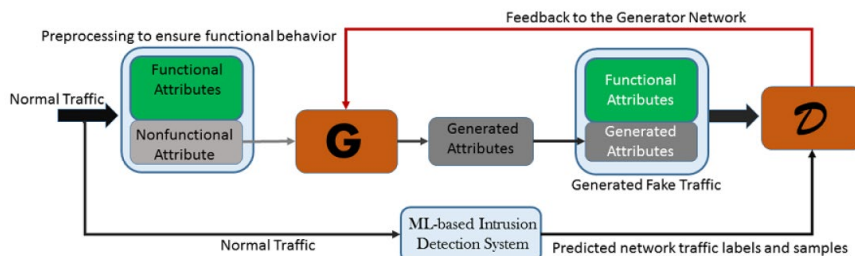 Feedback to the Generator Network
Preprocessing to ensure functional behavior
Normal Traffic
Functional
Attributes
Nonfunctional
Attribute
G
Generated
Attributes
Functional
Attributes
Generated
Attributes
Generated Fake Traffic
D
Normal Traffic
ML-based Intrusion
Detection System
Predicted network traffic labels and samples